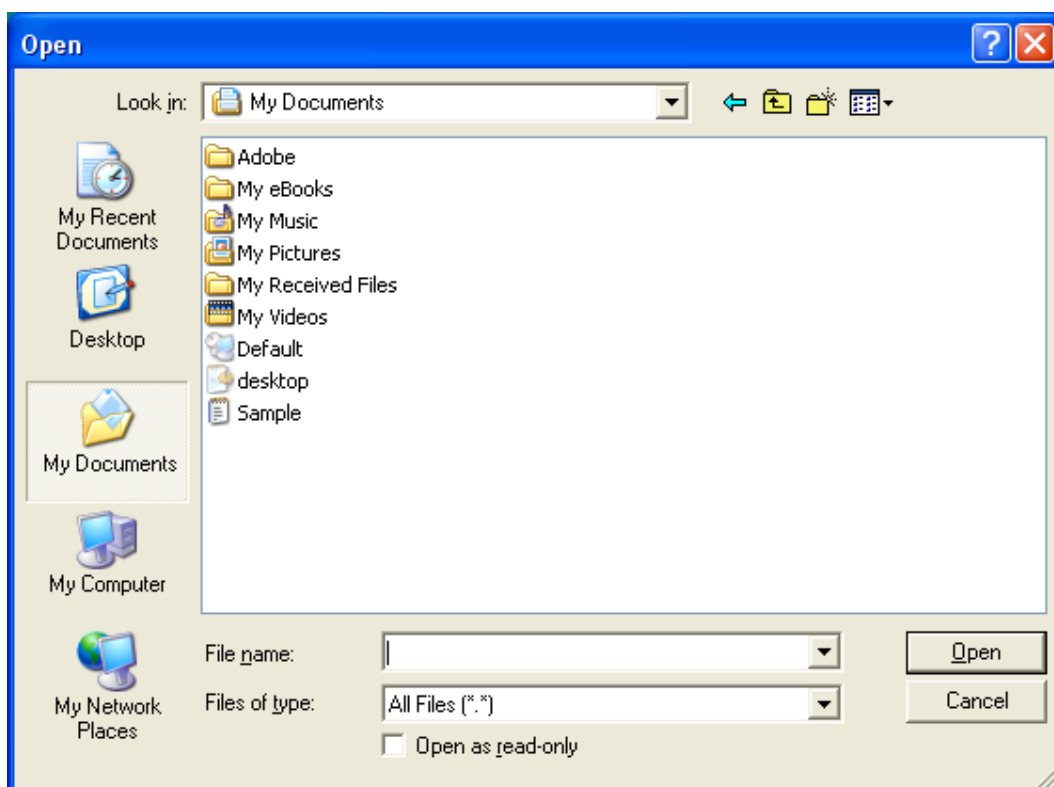 Open
Look in: My Documents
My Recent
Documents
Desktop
My Documents
My Computer
My Network
Places
Adobe
My eBooks
My Music
My Pictures
My Received Files
My Videos
Default
desktop
Sample
File name: Open
Files of type: All Files (*.*) Cancel
Open as read-only